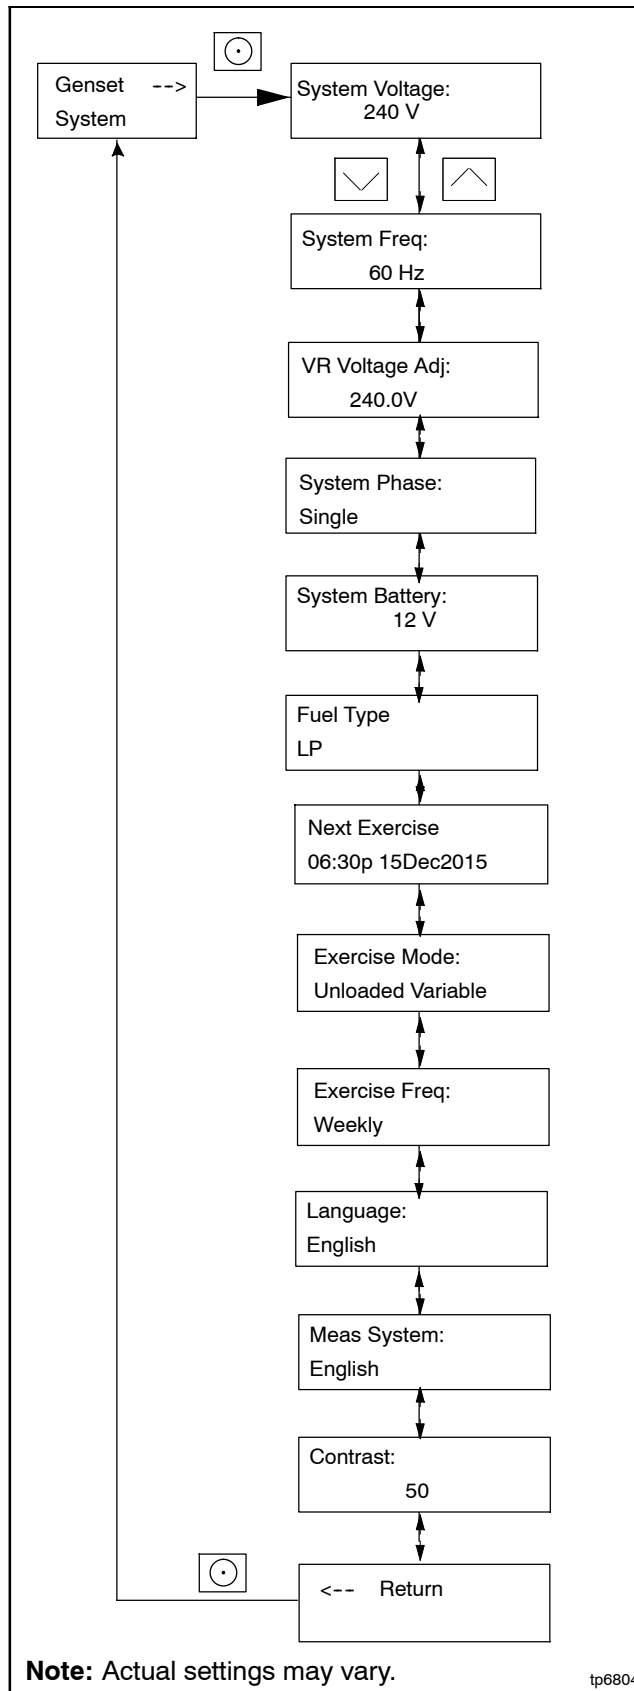 Genset -->
System
System Voltage:
240 V
System Freq:
60 Hz
VR Voltage Adj:
240.0V
System Phase:
Single
System Battery:
12 V
Fuel Type
LP
Next Exercise
06:30p 15Dec2015
Exercise Mode:
Unloaded Variable
Exercise Freq:
Weekly
Language:
English
Meas System:
English
Contrast:
50
<-- Return
Note: Actual settings may vary.
tp6804